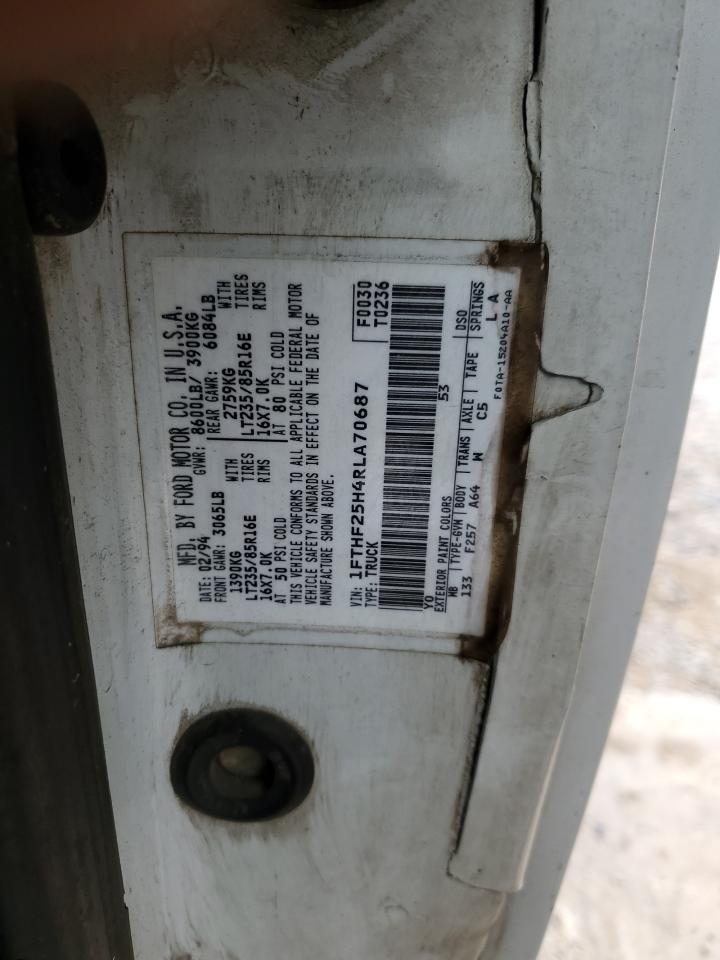 MFD. BY FORD MOTOR CO. IN U.S.A.
DATE: 02/94 GVWR: 8600LB/ 3900KG
FRONT GAWR: 3065LB REAR GAWR: 6084LB
1390KG WITH 2759KG WITH
LT235/85R16E TIRES LT235/85R16E TIRES
16X7.0K RIMS 16X7.0K RIMS
AT 50 PSI COLD AT 80 PSI COLD
THIS VEHICLE CONFORMS TO ALL APPLICABLE FEDERAL MOTOR
VEHICLE SAFETY STANDARDS IN EFFECT ON THE DATE OF
MANUFACTURE SHOWN ABOVE.
F0030
VIN: 1FTHF25H4RLA70687 T0236
TYPE: TRUCK
YO 53
EXTERIOR PAINT COLORS DSO
WB |TYPE-GVW |BODY |TRANS |AXLE |TAPE |SPRINGS
133 F257 A64 W C5 L A
F0TA-15204A10-AA